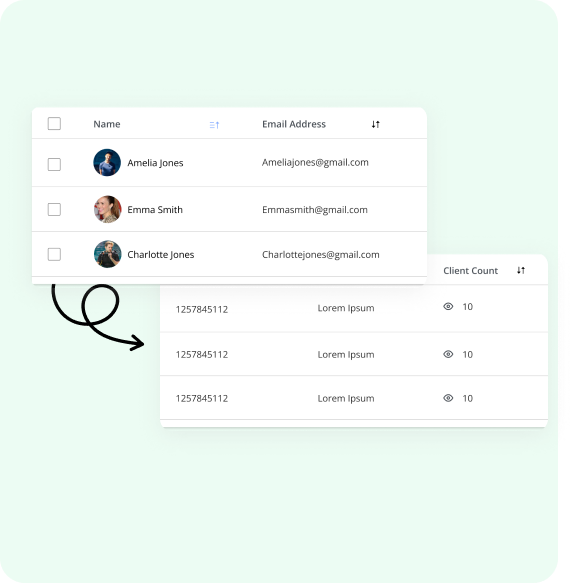 Name Email Address
Amelia Jones Ameliajones@gmail.com
Emma Smith Emmasmith@gmail.com
Charlotte Jones Charlottejones@gmail.com
Client Count
1257845112 Lorem Ipsum 10
1257845112 Lorem Ipsum 10
1257845112 Lorem Ipsum 10